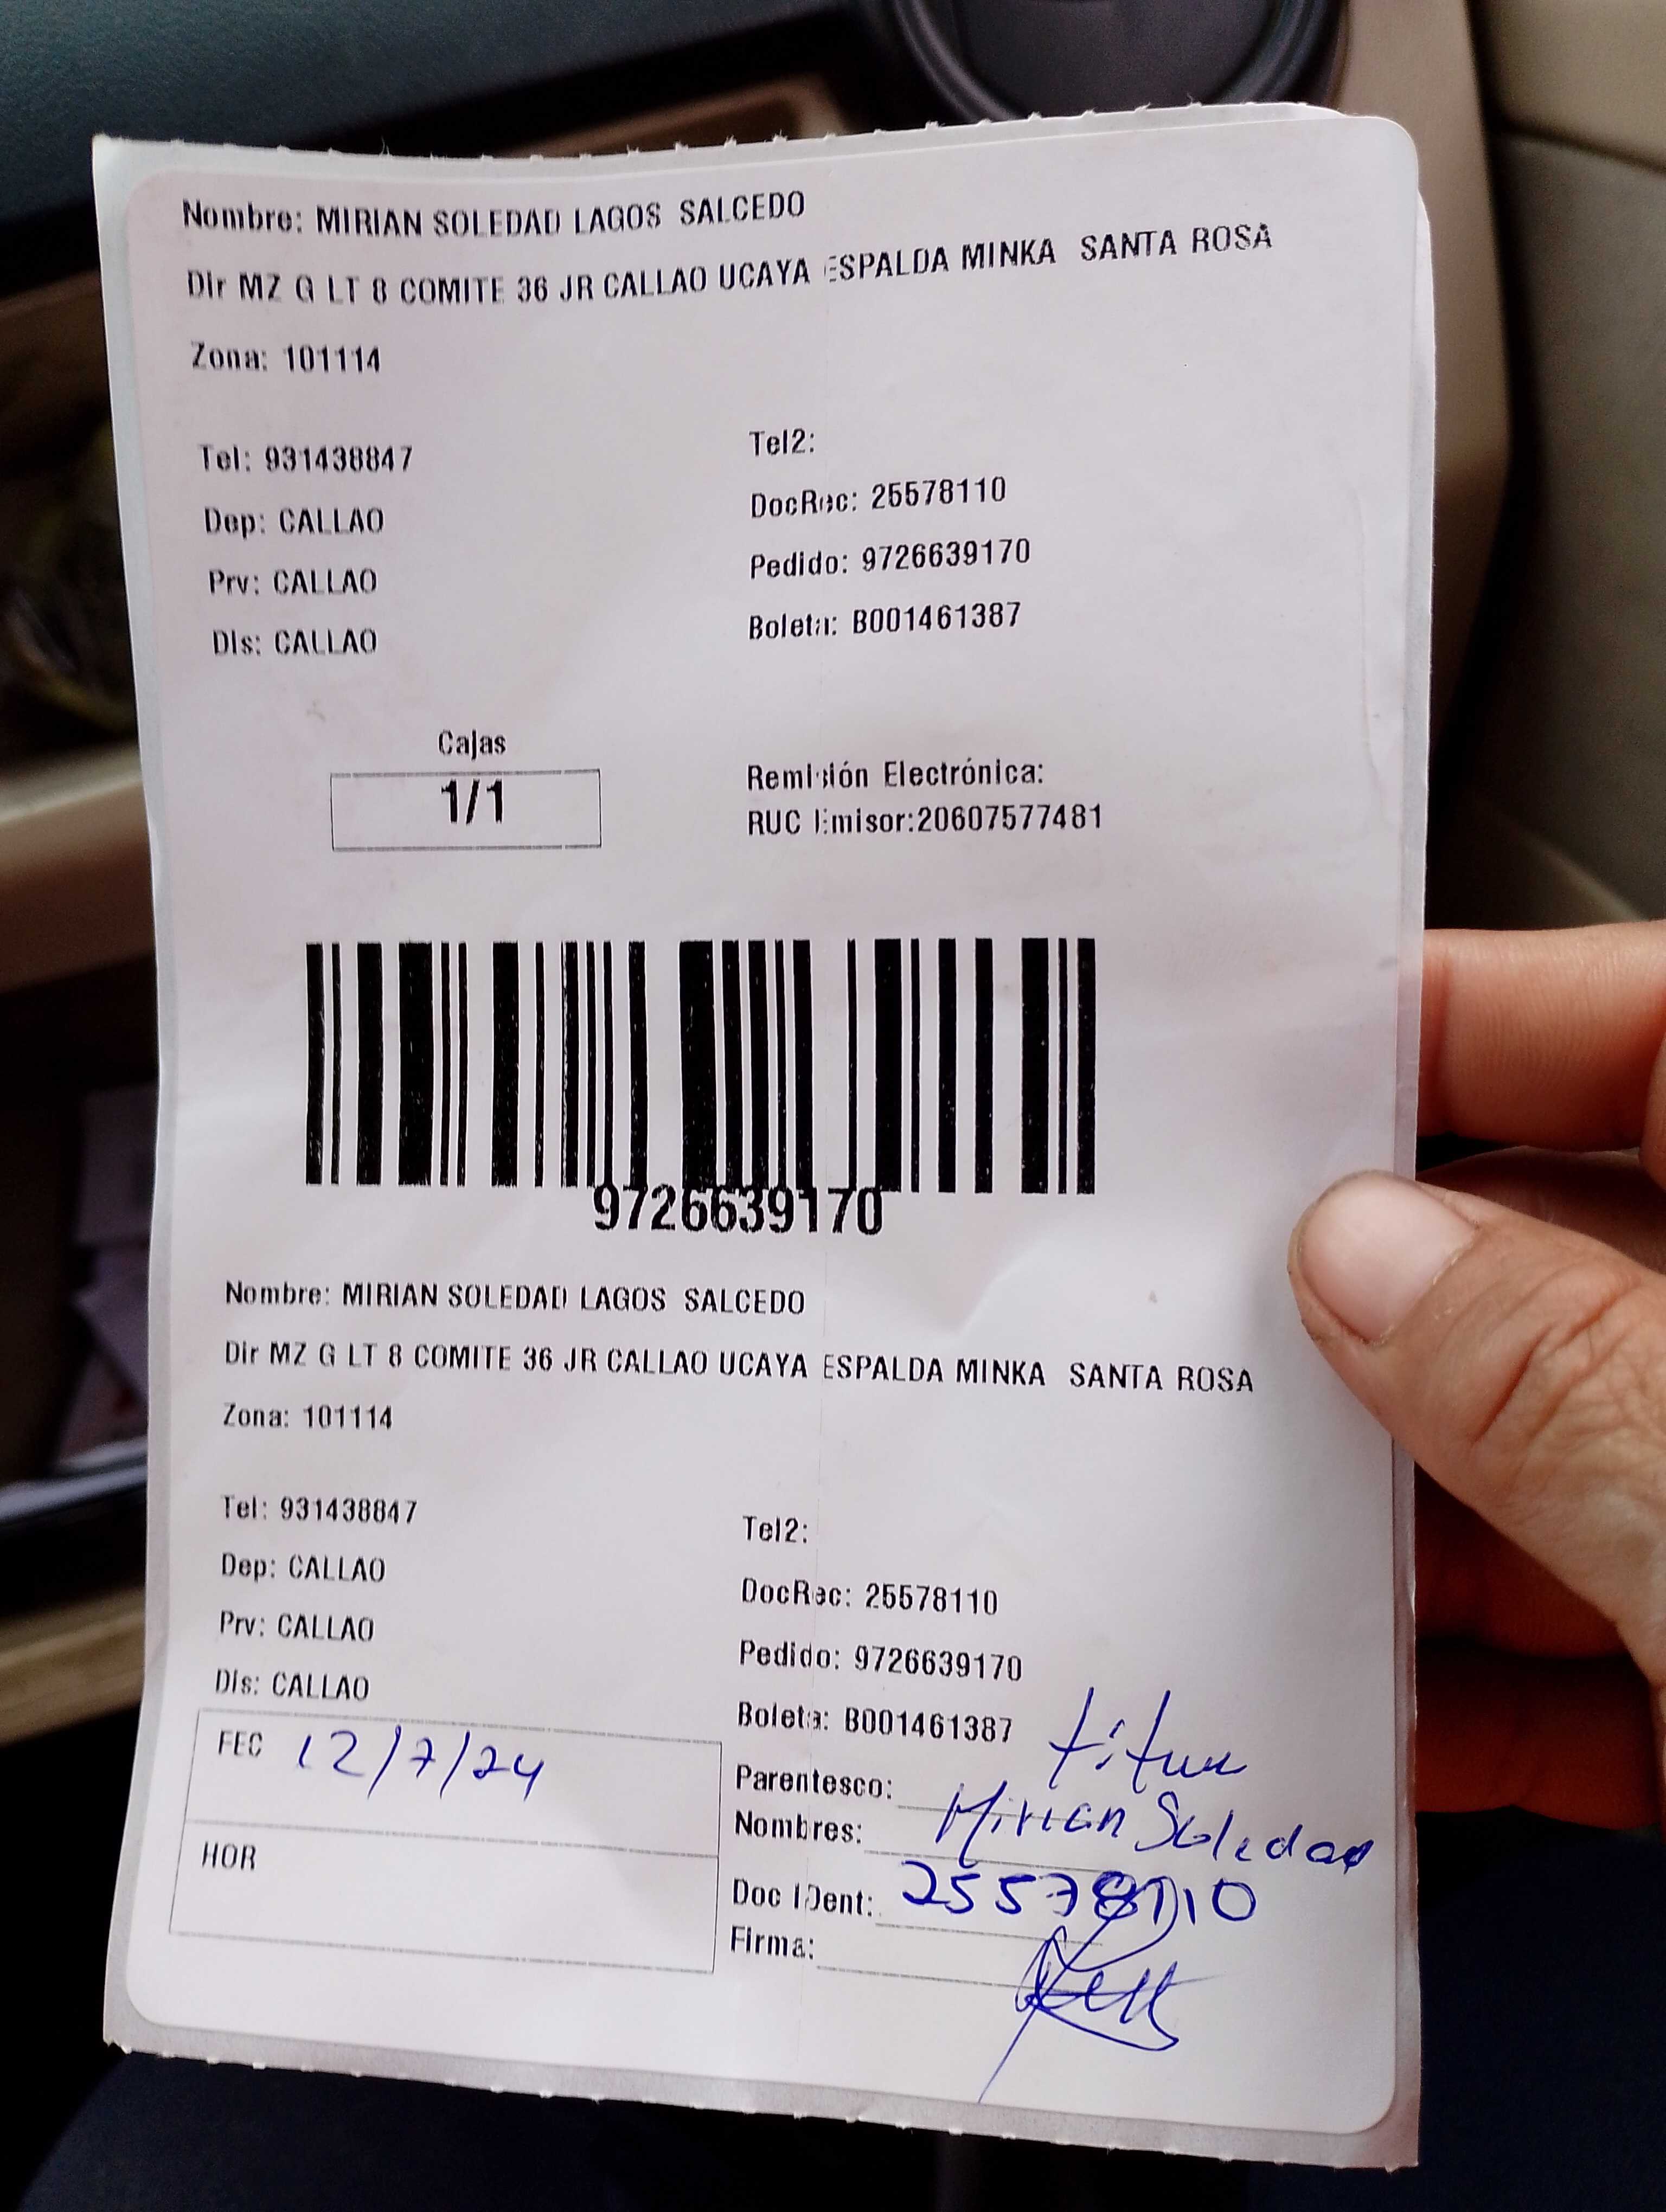 Nombre: MIRIAN SOLEDAD LAGOS SALCEDO
Dir MZ G LT 8 COMITE 36 JR CALLAO UCAYA ESPALDA MINKA SANTA ROSA
Zona: 101114
Tel: 931438847
Tel2:
Dep: CALLAO
DocRec: 25578110
Prv: CALLAO
Pedido: 9726639170
Dis: CALLAO
Boleta: B001461387
Cajas
1/1
Remisión Electrónica:
RUC Emisor:20607577481
9726639170
Nombre: MIRIAN SOLEDAD LAGOS SALCEDO
Dir MZ G LT 8 COMITE 36 JR CALLAO UCAYA ESPALDA MINKA SANTA ROSA
Zona: 101114
Tel: 931438847
Tel2:
Dep: CALLAO
DocRec: 25578110
Prv: CALLAO
Pedido: 9726639170
Dis: CALLAO
Boleta: B001461387
FEC 12/7/24
Parentesco:
Nombres: Mirian Soledad
HOR
Doc IDent: 25578110
Firma: